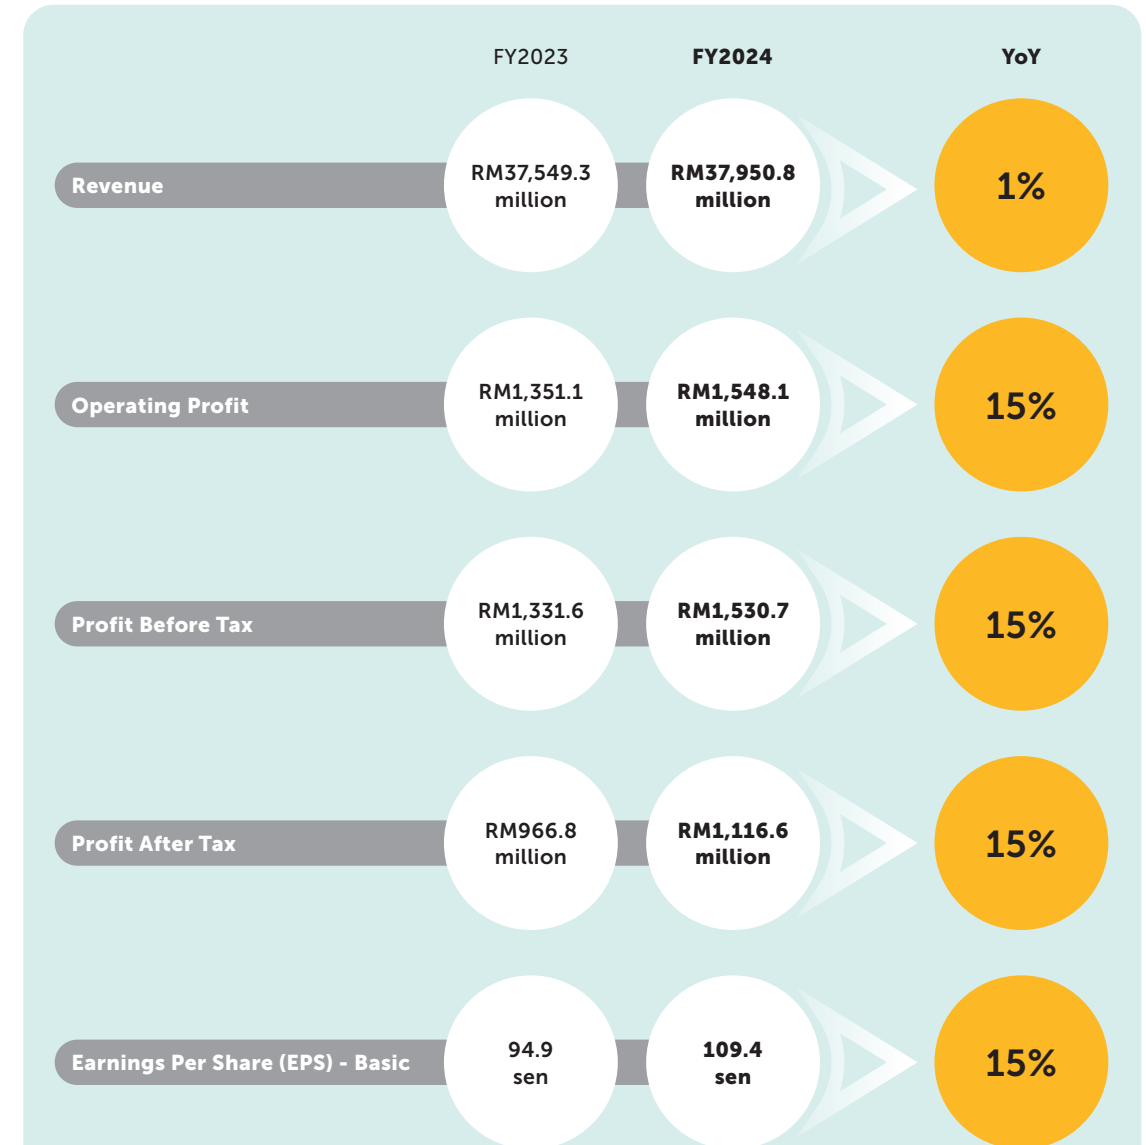 FY2023 FY2024 YoY
Revenue
RM37,549.3
million
RM37,950.8
million
1%
Operating Profit
RM1,351.1
million
RM1,548.1
million
15%
Profit Before Tax
RM1,331.6
million
RM1,530.7
million
15%
Profit After Tax
RM966.8
million
RM1,116.6
million
15%
Earnings Per Share (EPS) - Basic
94.9
sen
109.4
sen
15%